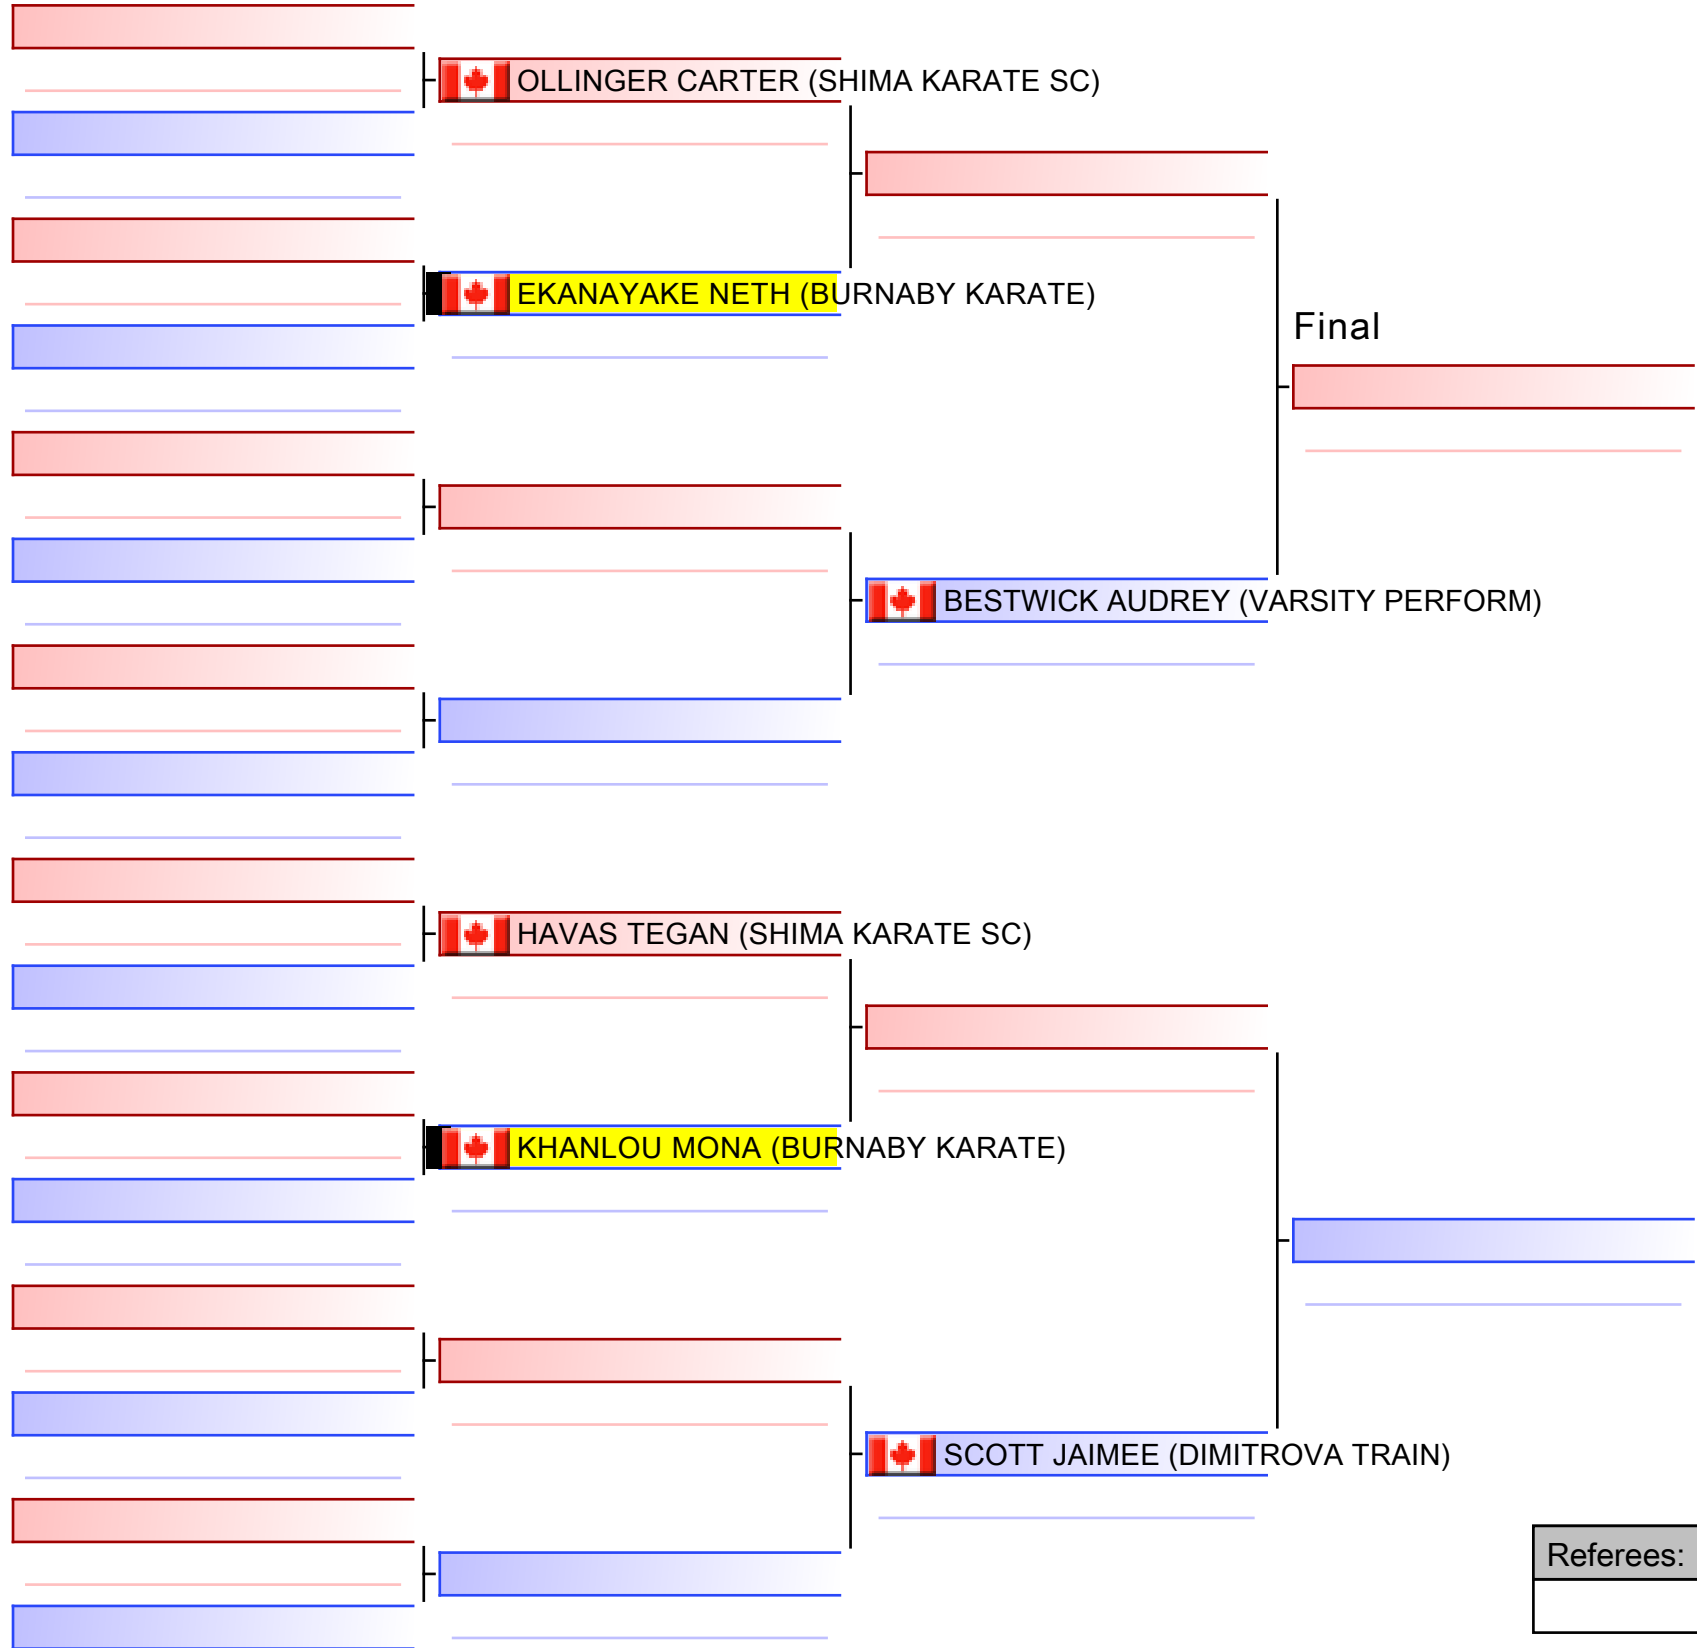 OLLINGER CARTER (SHIMA KARATE SC)
EKANAYAKE NETH (BURNABY KARATE)
Final
BESTWICK AUDREY (VARSITY PERFORM)
HAVAS TEGAN (SHIMA KARATE SC)
KHANLOU MONA (BURNABY KARATE)
SCOTT JAIMEE (DIMITROVA TRAIN)
Referees: